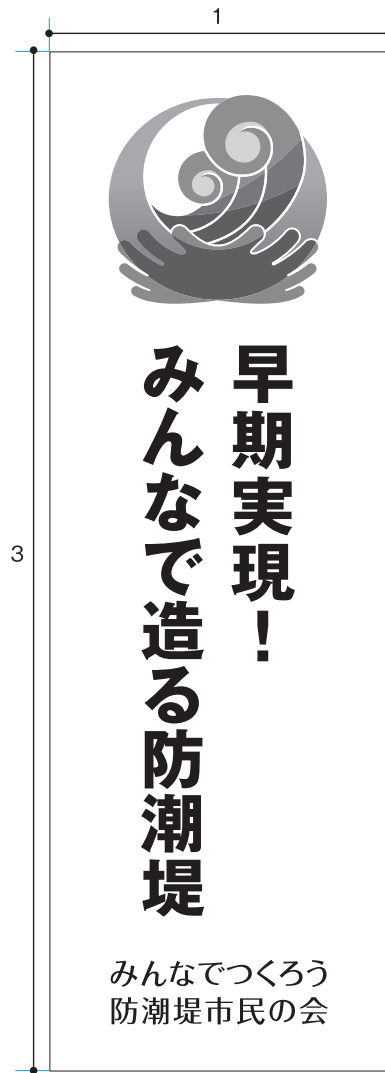 1
3
早期実現！
みんなで造る防潮堤
みんなでつくろう
防潮堤市民の会